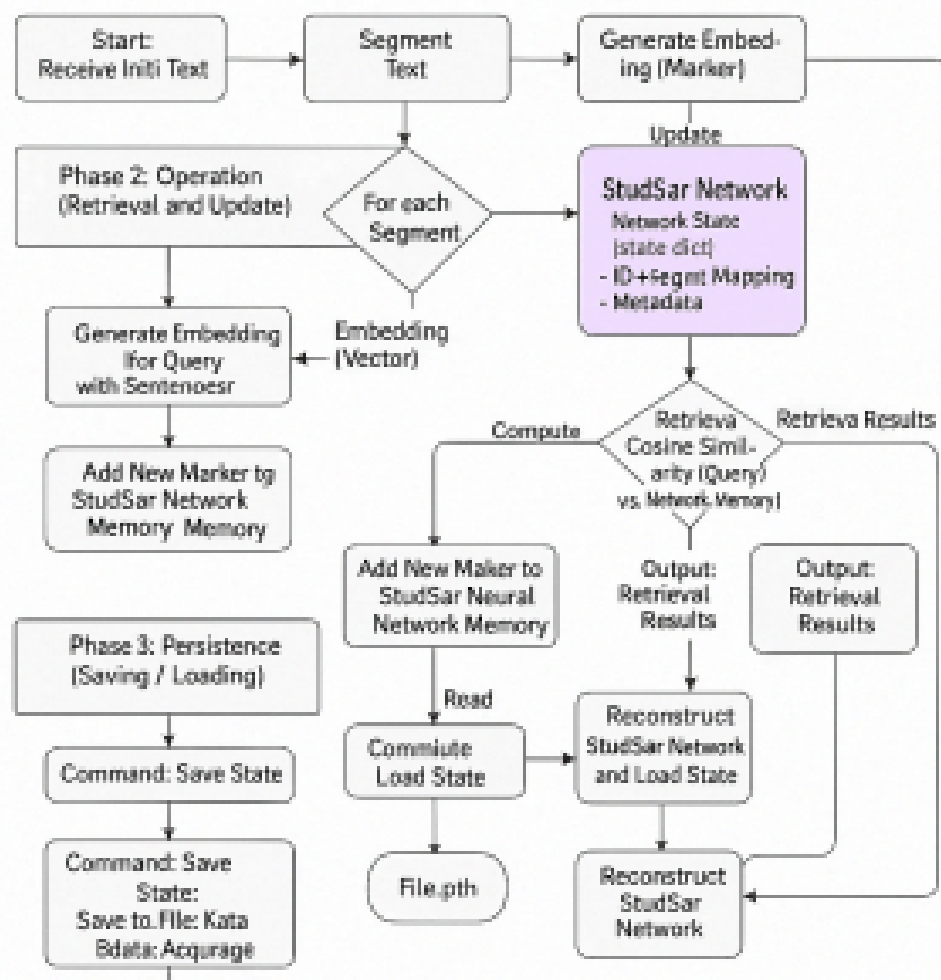 Start:
Receive Initi Text
Segment
Text
Generate Embed-
ing (Marker)
Update
Phase 2: Operation
(Retrieval and Update)
For each
Segment
StudSar Network
Network State
(state dict)
- ID+Segmt Mapping
- Metadata
Generate Embedding
for Query
with Sentenoesr
Embedding
(Vector)
Add New Marker to
StudSar Network
Memory Memory
Compute
Retrieva
Cosine Simil-
arity (Query)
vs. Network Memory)
Retrieva Results
Add New Maker to
StudSar Neural
Network Memory
Output:
Retrieval
Results
Output:
Retrieval
Results
Phase 3: Persistence
(Saving / Loading)
Read
Command: Save State
Commiute
Load State
Reconstruct
StudSar Network
and Load State
Command: Save
State:
Save to. File: Kata
Bdata: Acqurage
File.pth
Reconstruct
StudSar
Network